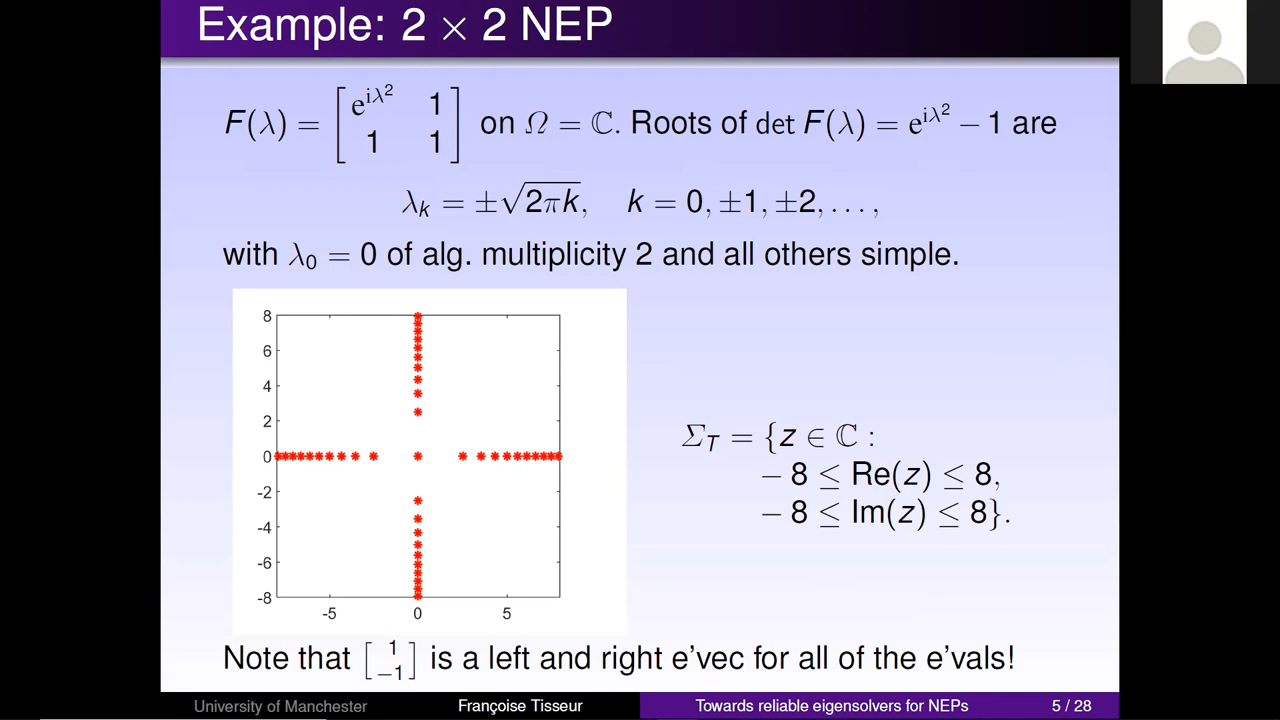 Example: 2 × 2 NEP
F(λ) = [ e^{iλ²} 1 ; 1 1 ] on Ω = ℂ. Roots of det F(λ) = e^{iλ²} − 1 are
λ_k = ±√(2πk), k = 0, ±1, ±2, . . . ,
with λ₀ = 0 of alg. multiplicity 2 and all others simple.
8
6
4
2
0
-2
-4
-6
-8
-5 0 5
Σ_T = {z ∈ ℂ :
− 8 ≤ Re(z) ≤ 8,
− 8 ≤ Im(z) ≤ 8}.
Note that [ 1 ; −1 ] is a left and right e'vec for all of the e'vals!
University of Manchester Françoise Tisseur Towards reliable eigensolvers for NEPs 5 / 28